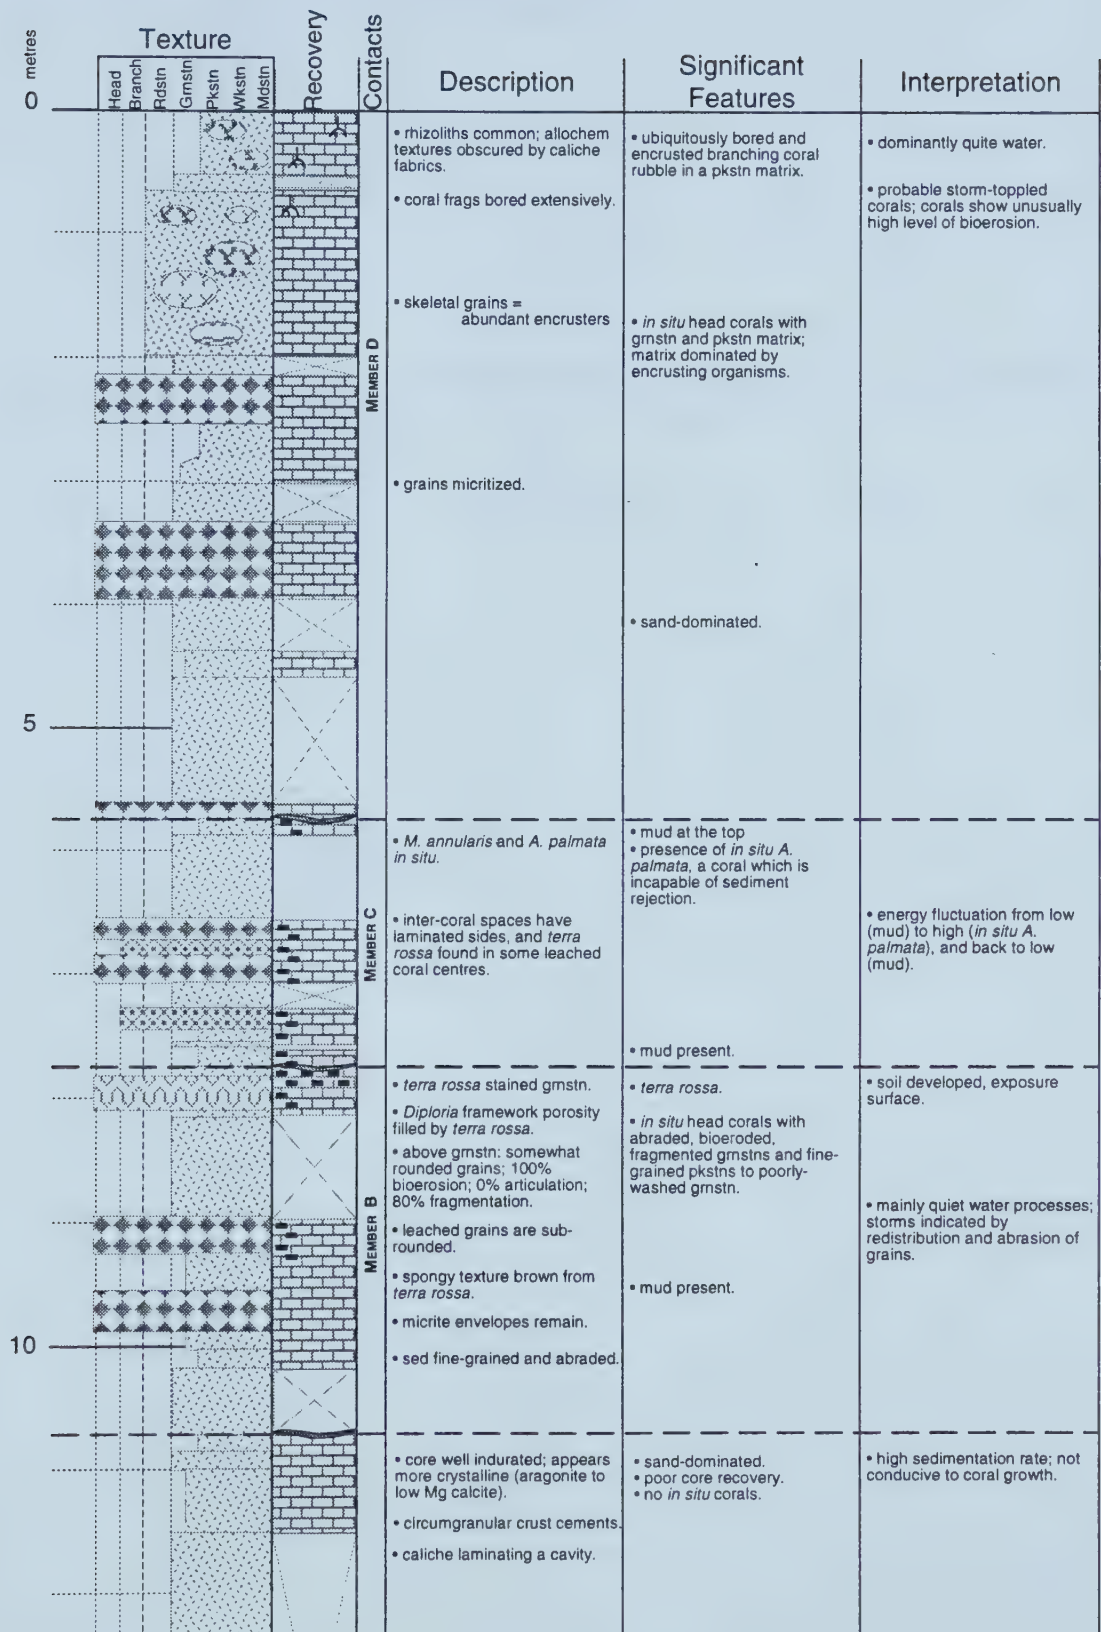 metres
Texture
Recovery
Contacts
Description
Significant
Features
Interpretation
Head
Branch
Rdstn
Grnstn
Pkstn
Wkstn
Mdstn
0
• rhizoliths common; allochem
textures obscured by caliche
fabrics.
• coral frags bored extensively.
• skeletal grains =
abundant encrusters
• grains micritized.
• ubiquitously bored and
encrusted branching coral
rubble in a pkstn matrix.
• in situ head corals with
grnstn and pkstn matrix;
matrix dominated by
encrusting organisms.
• sand-dominated.
• dominantly quite water.
• probable storm-toppled
corals; corals show unusually
high level of bioerosion.
MEMBER D
5
• M. annularis and A. palmata
in situ.
• inter-coral spaces have
laminated sides, and terra
rossa found in some leached
coral centres.
• mud at the top
• presence of in situ A.
palmata, a coral which is
incapable of sediment
rejection.
• mud present.
• energy fluctuation from low
(mud) to high (in situ A.
palmata), and back to low
(mud).
MEMBER C
• terra rossa stained grnstn.
• Diploria framework porosity
filled by terra rossa.
• above grnstn: somewhat
rounded grains; 100%
bioerosion; 0% articulation;
80% fragmentation.
• leached grains are sub-
rounded.
• spongy texture brown from
terra rossa.
• micrite envelopes remain.
• sed fine-grained and abraded.
• terra rossa.
• in situ head corals with
abraded, bioeroded,
fragmented grnstns and fine-
grained pkstns to poorly-
washed grnstn.
• mud present.
• soil developed, exposure
surface.
• mainly quiet water processes;
storms indicated by
redistribution and abrasion of
grains.
MEMBER B
10
• core well indurated; appears
more crystalline (aragonite to
low Mg calcite).
• circumgranular crust cements.
• caliche laminating a cavity.
• sand-dominated.
• poor core recovery.
• no in situ corals.
• high sedimentation rate; not
conducive to coral growth.